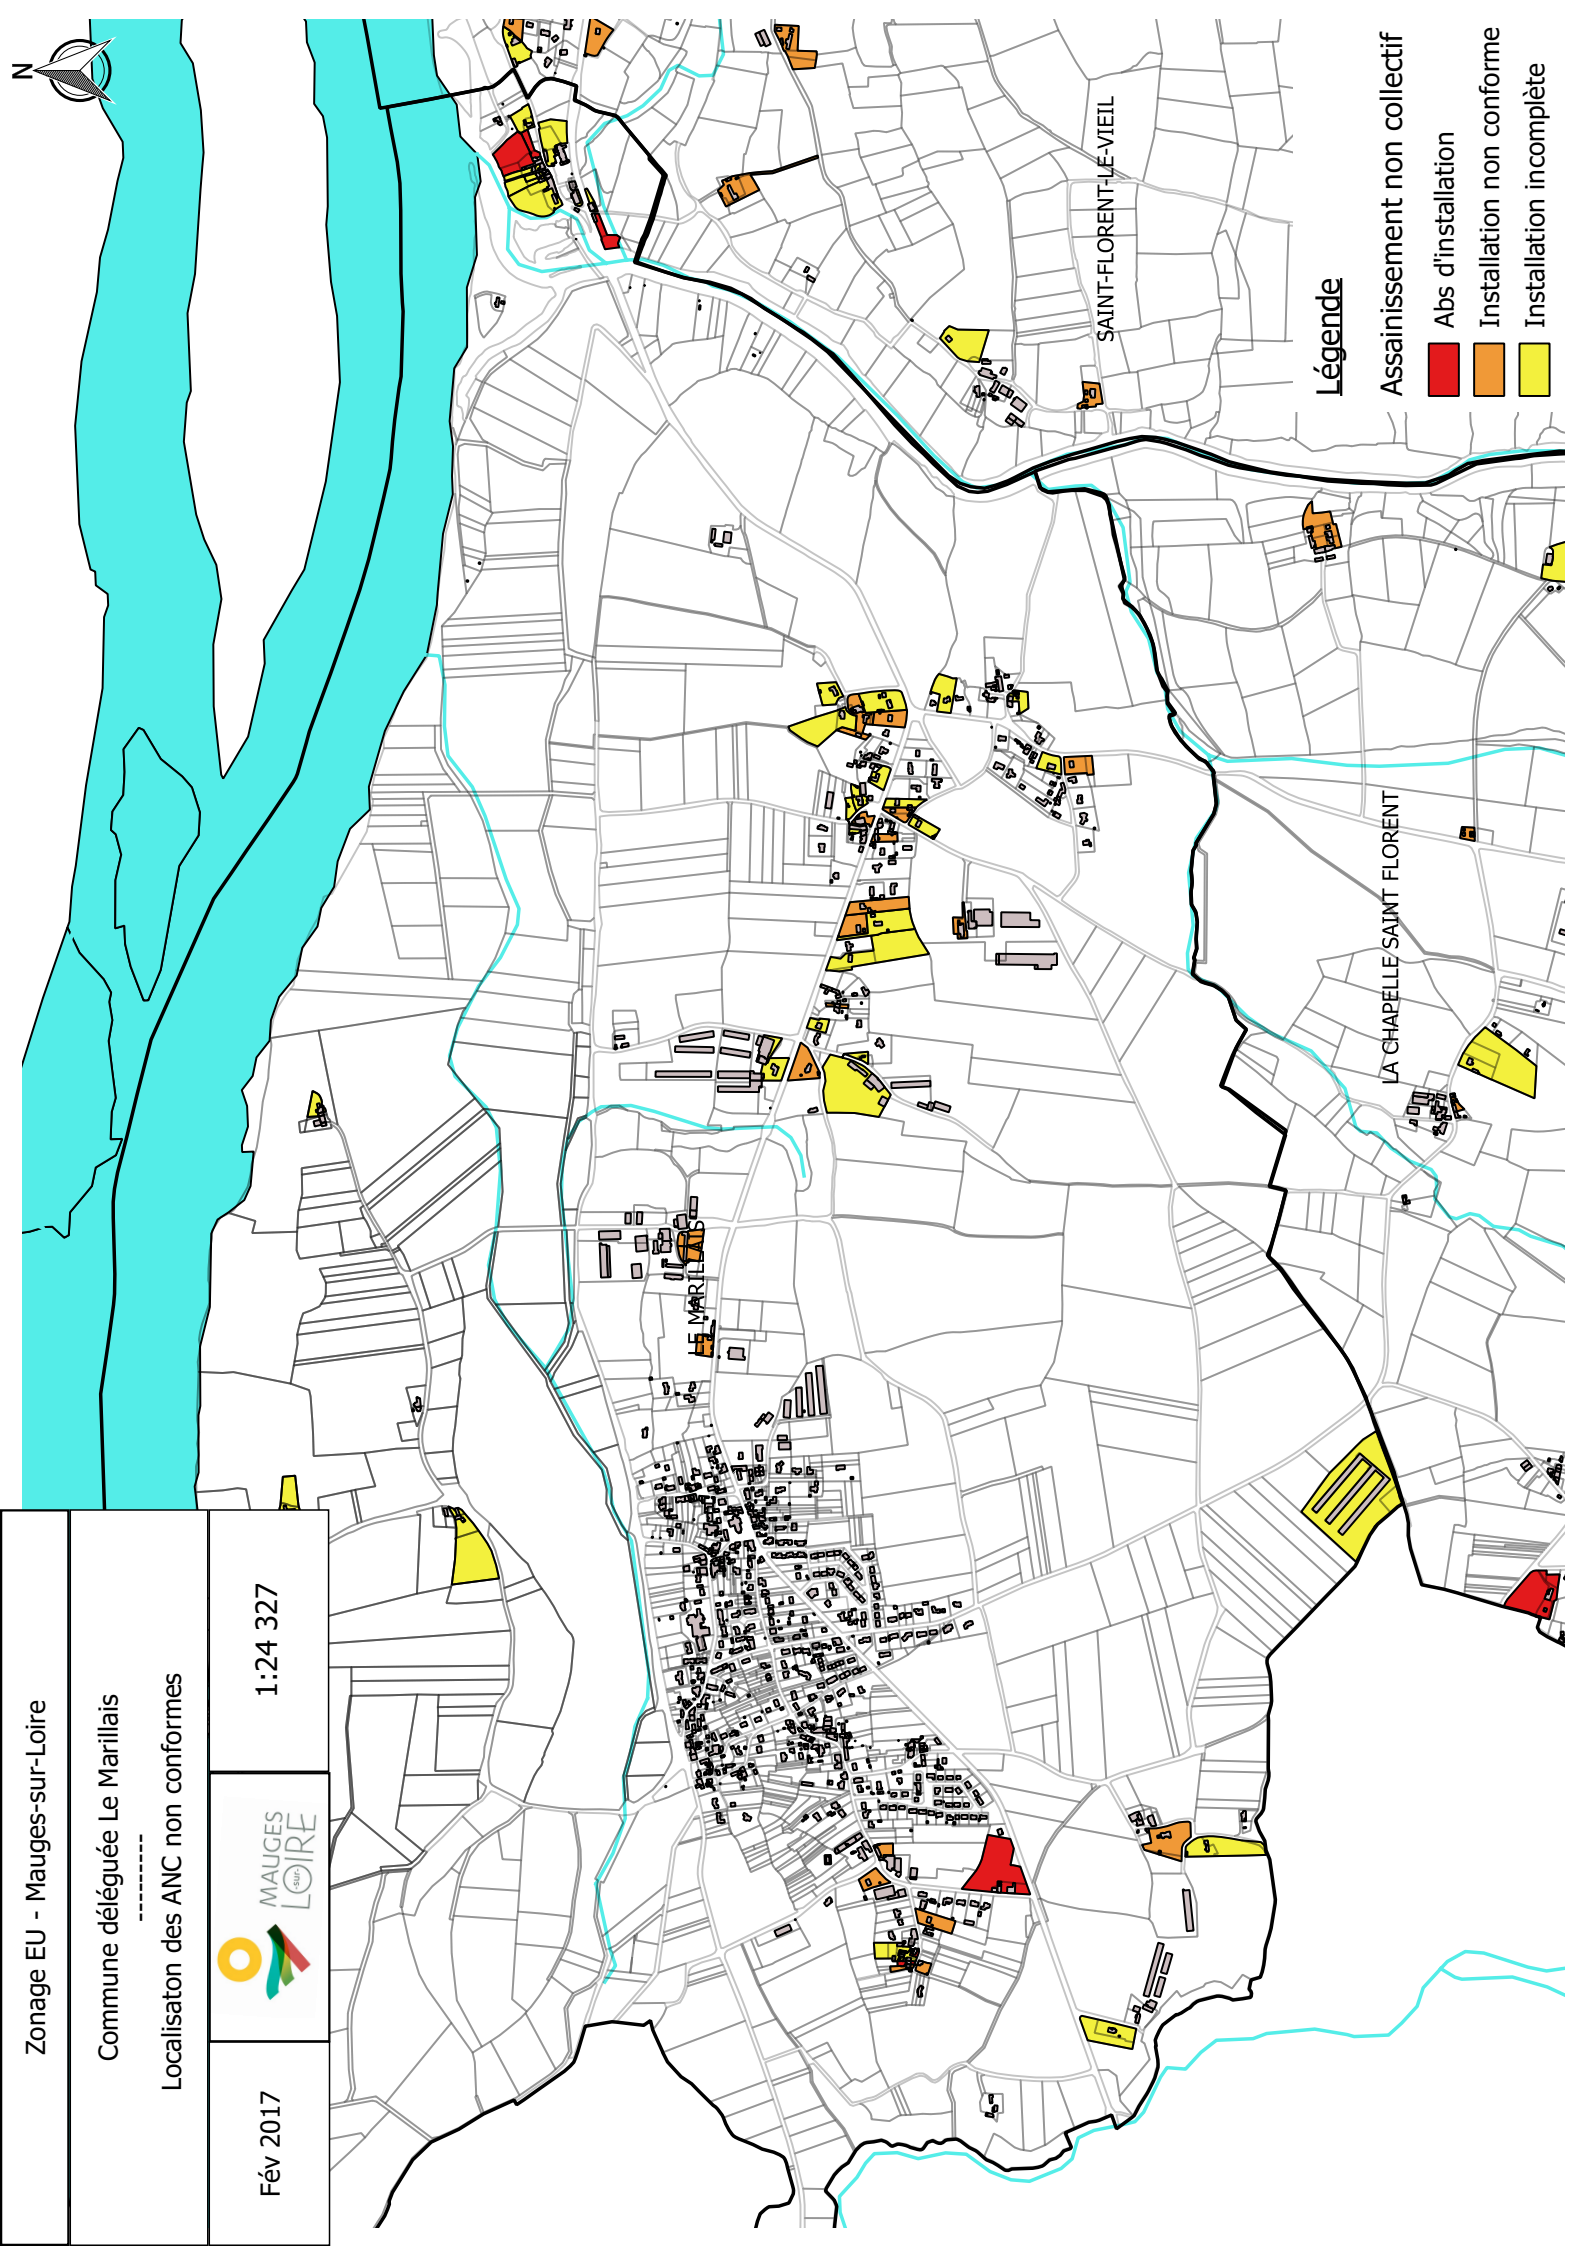 Zonage EU - Mauges-sur-Loire
Commune déléguée Le Marillais
---------
Localisaton des ANC non conformes
Fév 2017
MAUGES
-sur-
LOIRE
1:24 327
N
LE MARILLAIS
SAINT-FLORENT-LE-VIEIL
LA CHAPELLE SAINT FLORENT
Légende
Assainissement non collectif
Abs d'installation
Installation non conforme
Installation incomplète